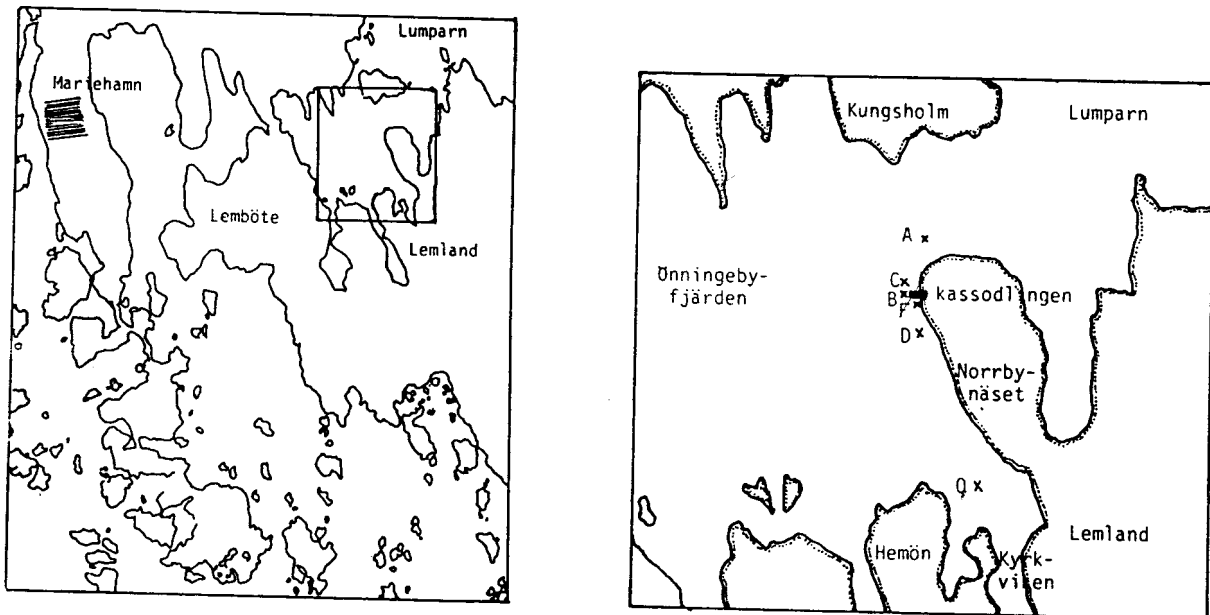 Lumparn
Mariehamn
Lemböte
Lemland
Kungsholm
Lumparn
A
Önningeby-
fjärden
C
kassodlingen
B
F
D
Norrby-
näset
Q
Hemön
Lemland
Kyrk-
viken